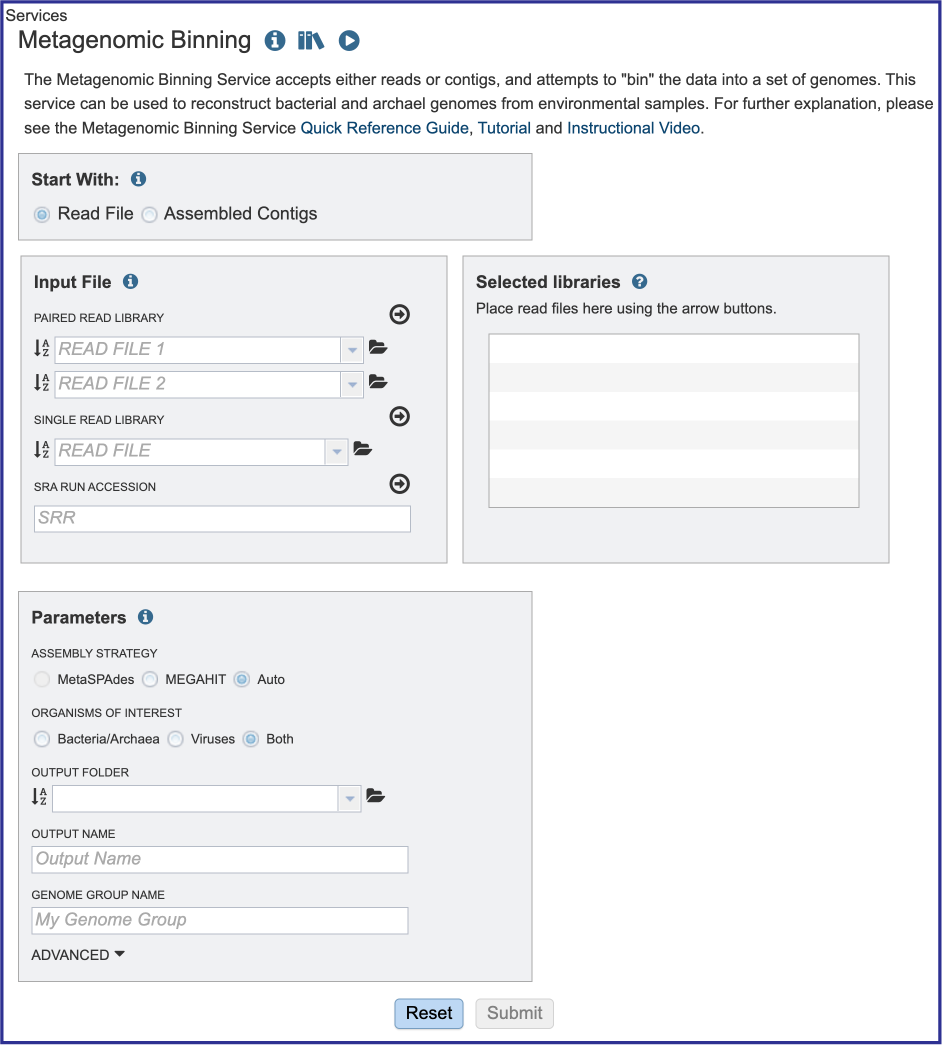 Services
Metagenomic Binning
The Metagenomic Binning Service accepts either reads or contigs, and attempts to "bin" the data into a set of genomes. This
service can be used to reconstruct bacterial and archael genomes from environmental samples. For further explanation, please
see the Metagenomic Binning Service Quick Reference Guide, Tutorial and Instructional Video.
Start With:
Read File Assembled Contigs
Input File
PAIRED READ LIBRARY
READ FILE 1
READ FILE 2
SINGLE READ LIBRARY
READ FILE
SRA RUN ACCESSION
SRR
Selected libraries
Place read files here using the arrow buttons.
Parameters
ASSEMBLY STRATEGY
MetaSPAdes MEGAHIT Auto
ORGANISMS OF INTEREST
Bacteria/Archaea Viruses Both
OUTPUT FOLDER
OUTPUT NAME
Output Name
GENOME GROUP NAME
My Genome Group
ADVANCED
Reset Submit